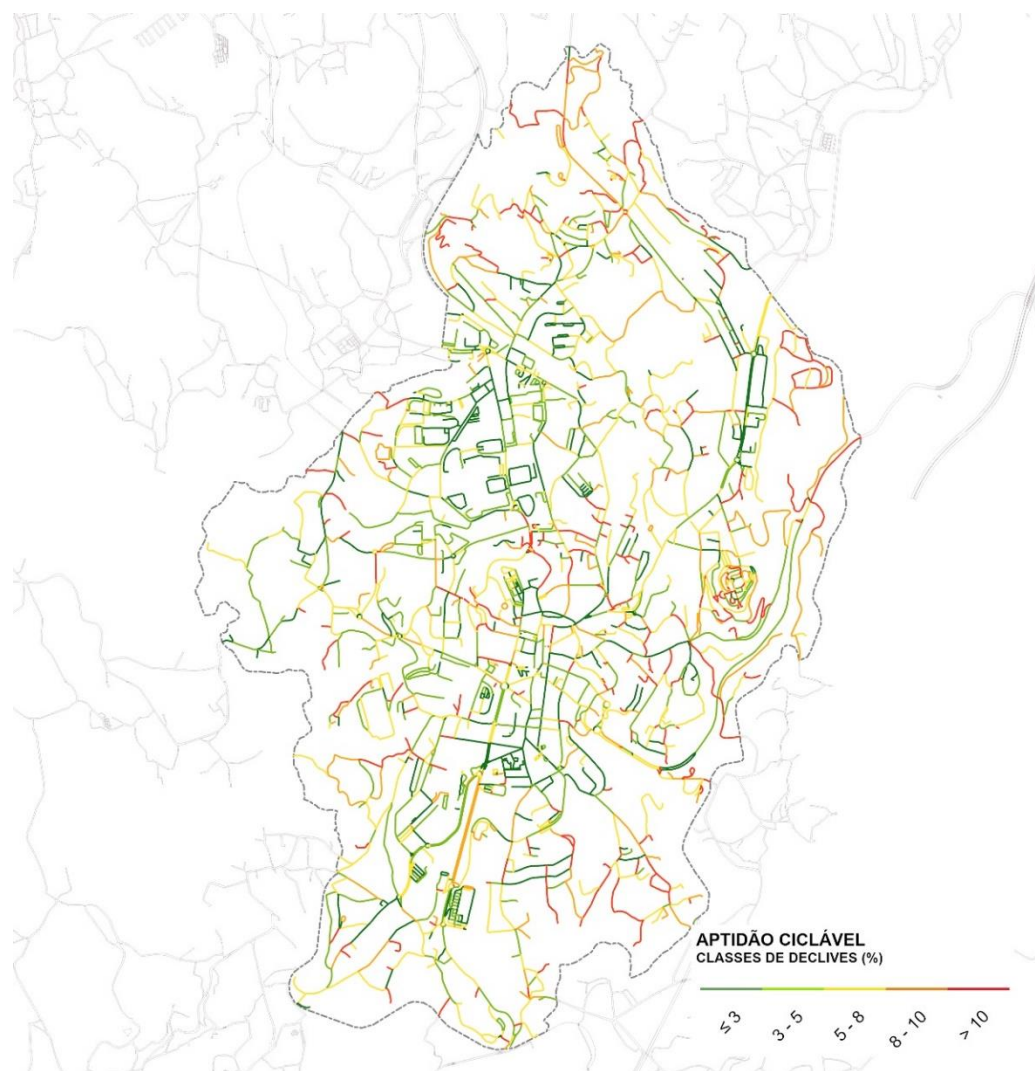 APTIDÃO CICLÁVEL
CLASSES DE DECLIVES (%)
≤ 3
3 - 5
5 - 8
8 - 10
> 10